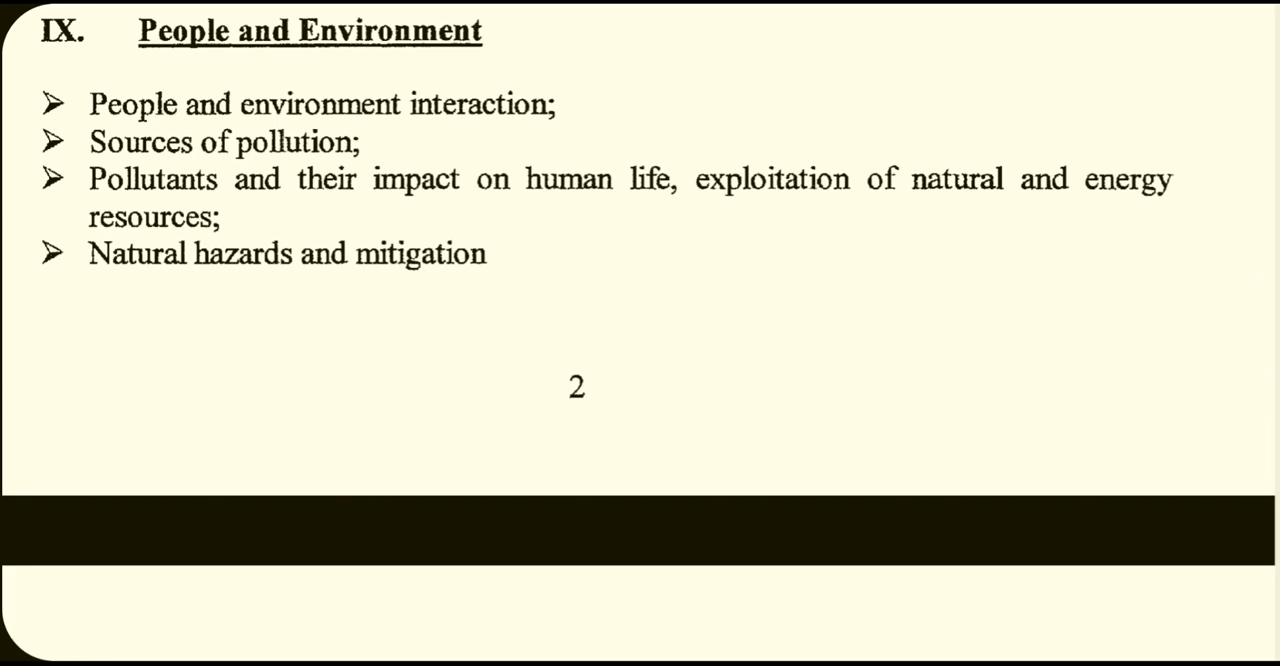 IX. People and Environment
➢ People and environment interaction;
➢ Sources of pollution;
➢ Pollutants and their impact on human life, exploitation of natural and energy
resources;
➢ Natural hazards and mitigation
2